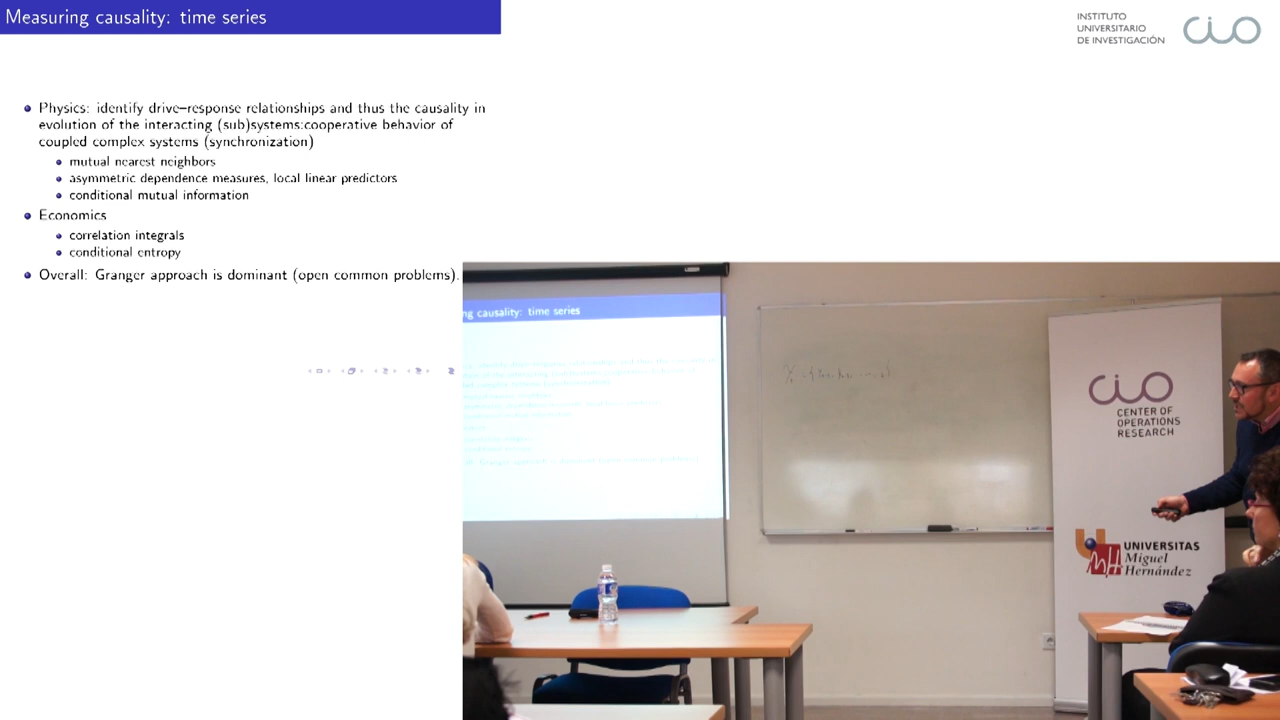 Measuring causality: time series
INSTITUTO
UNIVERSITARIO
DE INVESTIGACIÓN
cio
Physics: identify drive–response relationships and thus the causality in
evolution of the interacting (sub)systems:cooperative behavior of
coupled complex systems (synchronization)
mutual nearest neighbors
asymmetric dependence measures, local linear predictors
conditional mutual information
Economics
correlation integrals
conditional entropy
Overall: Granger approach is dominant (open common problems).
ng causality: time series
cio
CENTER OF
OPERATIONS
RESEARCH
UNIVERSITAS
Miguel
Hernández